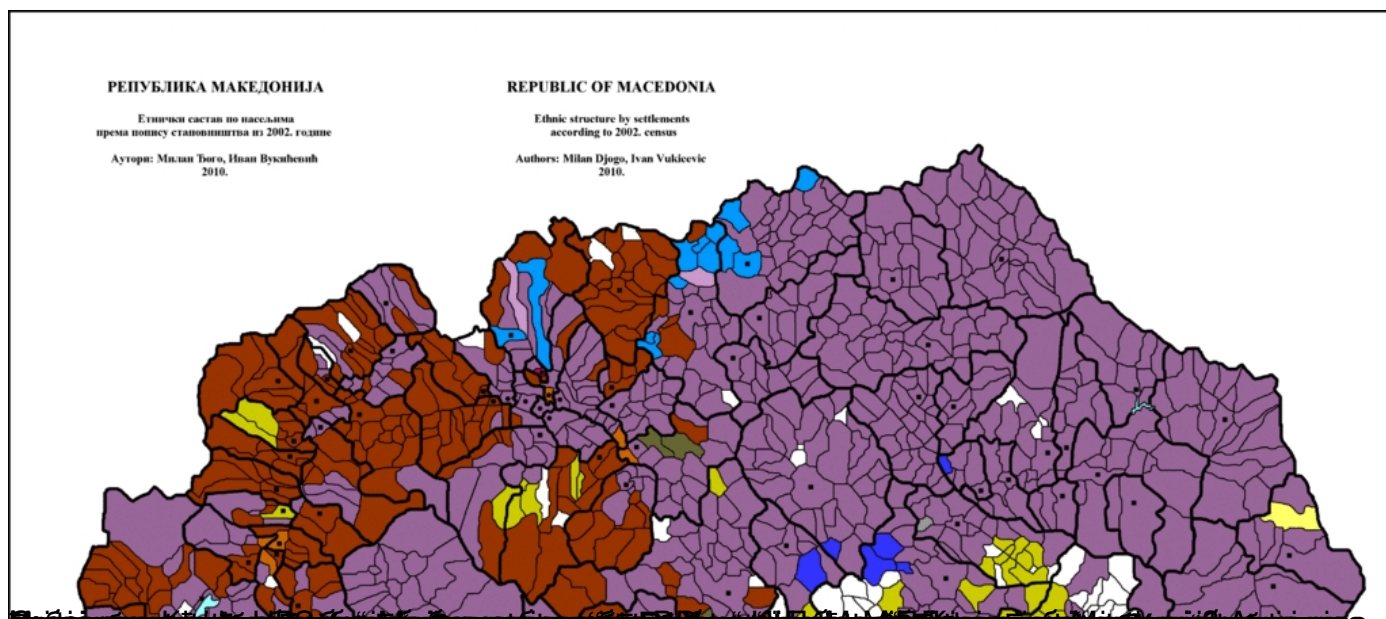 РЕПУБЛИКА МАКЕДОНИЈА
Етнички састав по насељима
према попису становништва из 2002. године
Аутори: Милан Ђого, Иван Вукићевић
2010.
REPUBLIC OF MACEDONIA
Ethnic structure by settlements
according to 2002. census
Authors: Milan Djogo, Ivan Vukicevic
2010.